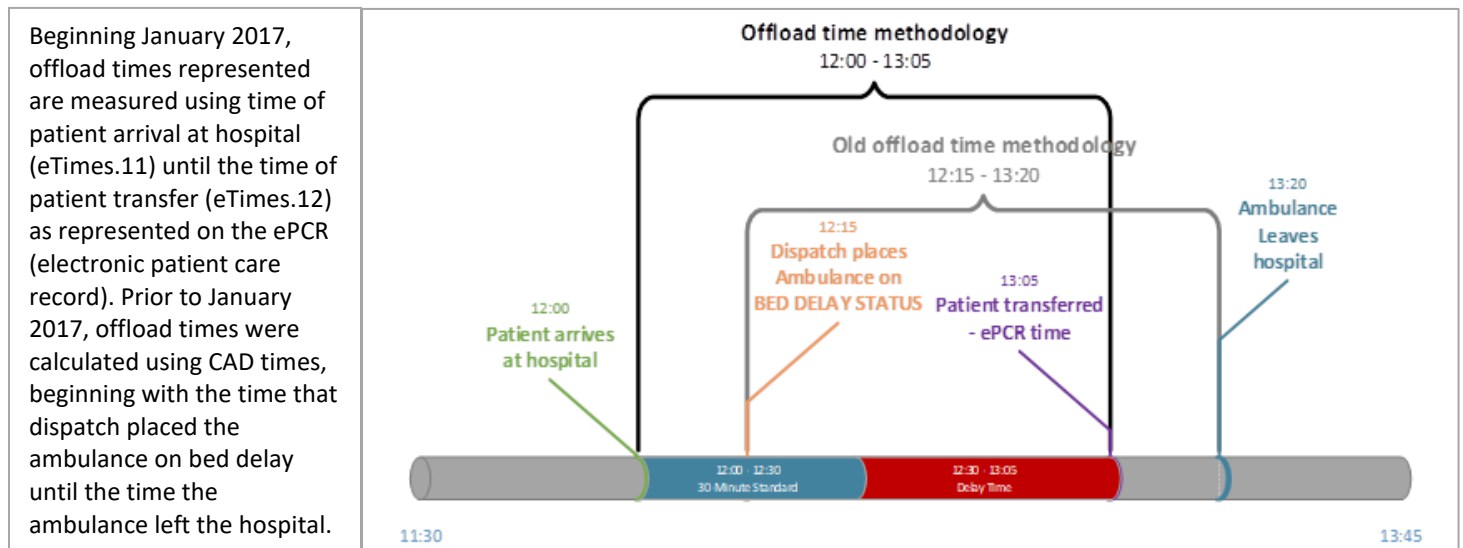 Beginning January 2017,
offload times represented
are measured using time of
patient arrival at hospital
(eTimes.11) until the time of
patient transfer (eTimes.12)
as represented on the ePCR
(electronic patient care
record). Prior to January
2017, offload times were
calculated using CAD times,
beginning with the time that
dispatch placed the
ambulance on bed delay
until the time the
ambulance left the hospital.
Offload time methodology
12:00 - 13:05
Old offload time methodology
12:15 - 13:20
13:20
Ambulance
Leaves
hospital
12:15
Dispatch places
Ambulance on
BED DELAY STATUS
13:05
Patient transferred
- ePCR time
12:00
Patient arrives
at hospital
12:00 - 12:30
30 Minute Standard
12:30 - 13:05
Delay Time
11:30
13:45